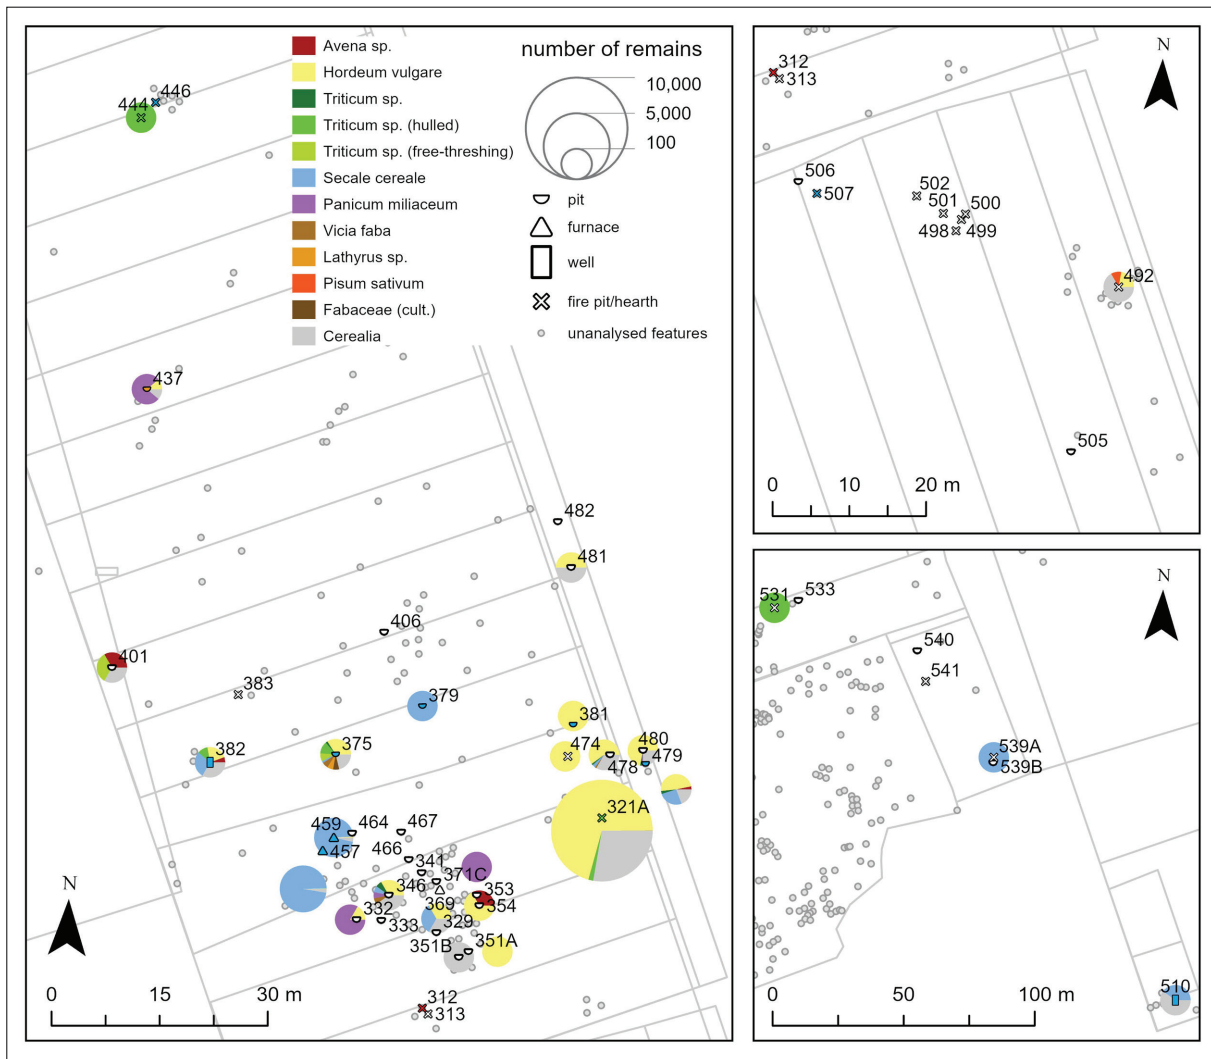 Avena sp.
Hordeum vulgare
Triticum sp.
Triticum sp. (hulled)
Triticum sp. (free-threshing)
Secale cereale
Panicum miliaceum
Vicia faba
Lathyrus sp.
Pisum sativum
Fabaceae (cult.)
Cerealia
number of remains
10,000
5,000
100
pit
furnace
well
fire pit/hearth
unanalysed features
446
444
437
482
481
406
401
383
379
381
382
375
474
480
478
479
321A
459
464
467
457
466
341
371C
346
353
369
354
332
333
329
351B
351A
312
313
N
0 15 30 m
312
313
N
506
507
502
501
500
498
499
492
505
0 10 20 m
531
533
N
540
541
539A
539B
510
0 50 100 m